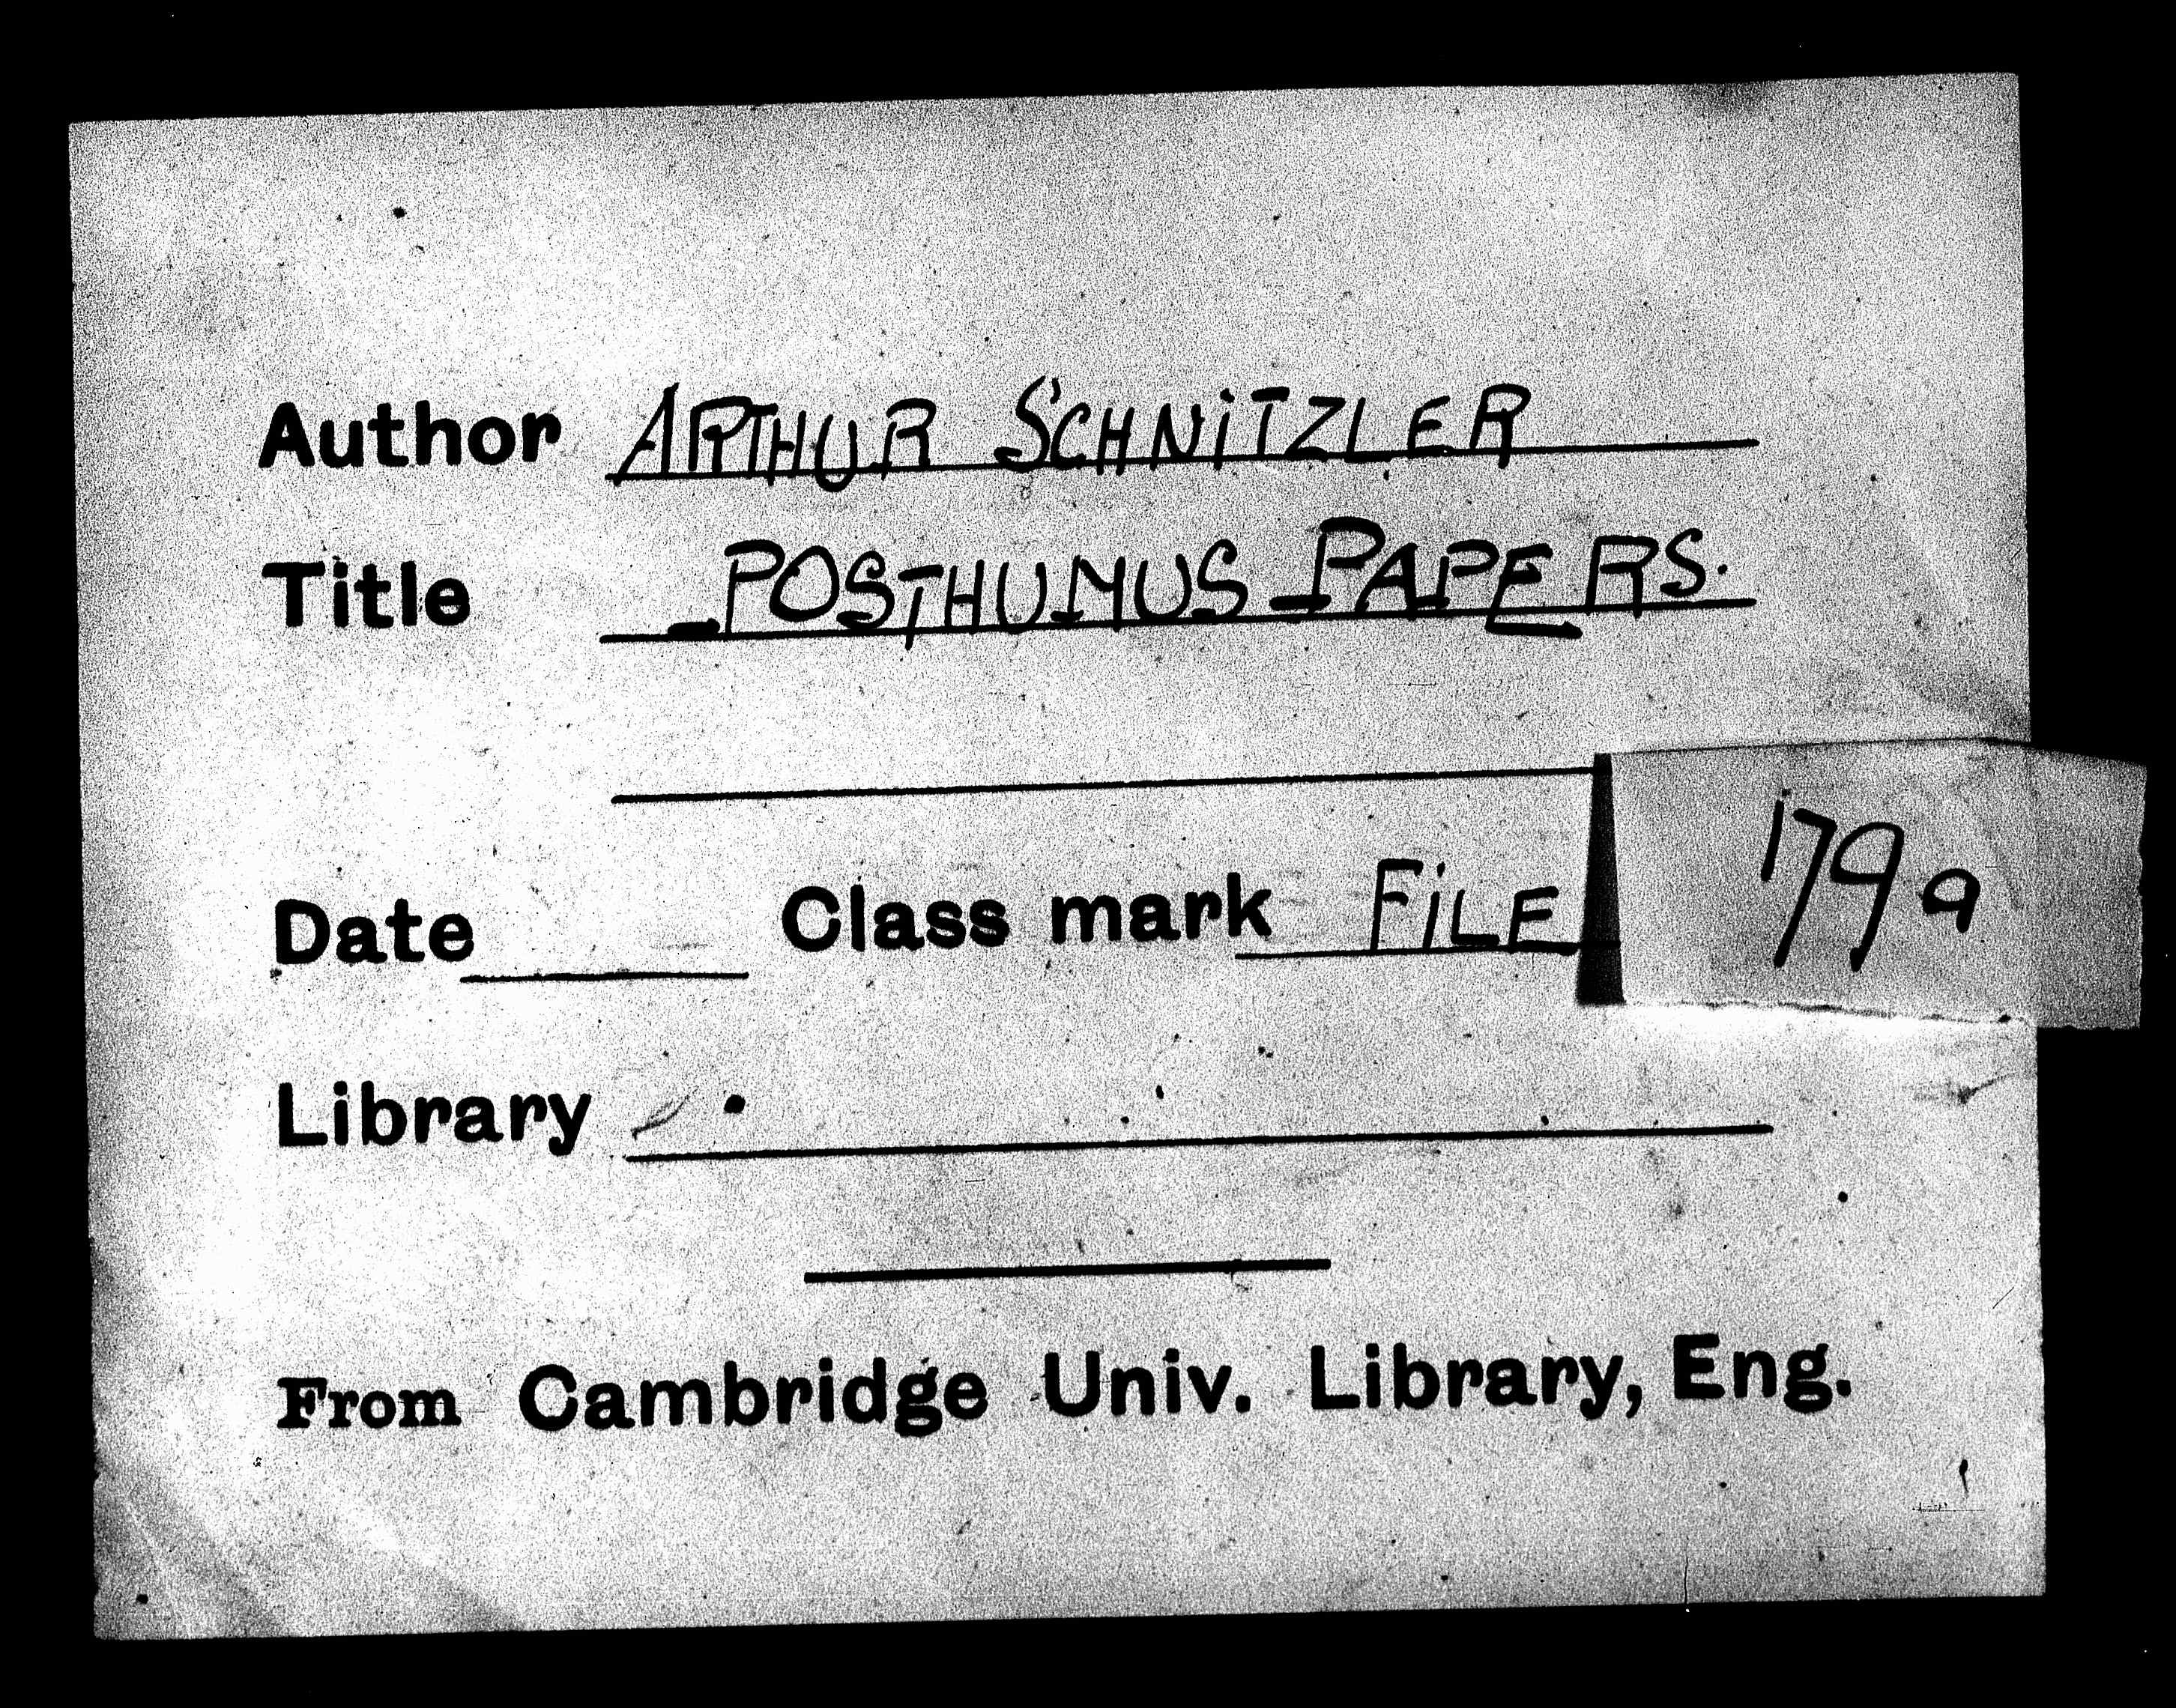 Author ARTHUR SCHNiTZLER
Title POSTHUMUS PAPERS.
Date Class mark FiLE 179a
Library
From Cambridge Univ. Library, Eng.